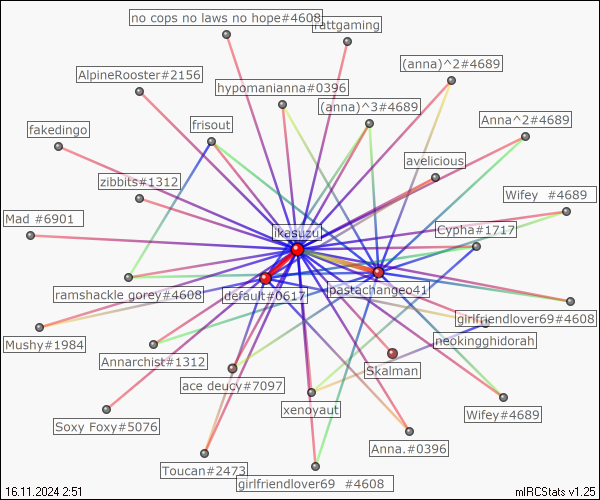 no cops no laws no hope#4608
rattgaming
(anna)^2#4689
AlpineRooster#2156
hypomanianna#0396
(anna)^3#4689
Anna^2#4689
frisout
fakedingo
avelicious
zibbits#1312
Wifey _#4689
Mad #6901
Cypha#1717
ikasuzu
ramshackle gorey#4608
default#0617
pastachangeo41
girlfriendlover69#4608
Mushy#1984
neokingghidorah
Annarchist#1312
Skalman
ace deucy#7097
xenoyaut
Wifey#4689
Soxy Foxy#5076
Anna.#0396
Toucan#2473
girlfriendlover69 _#4608
16.11.2024 2:51
mIRCStats v1.25